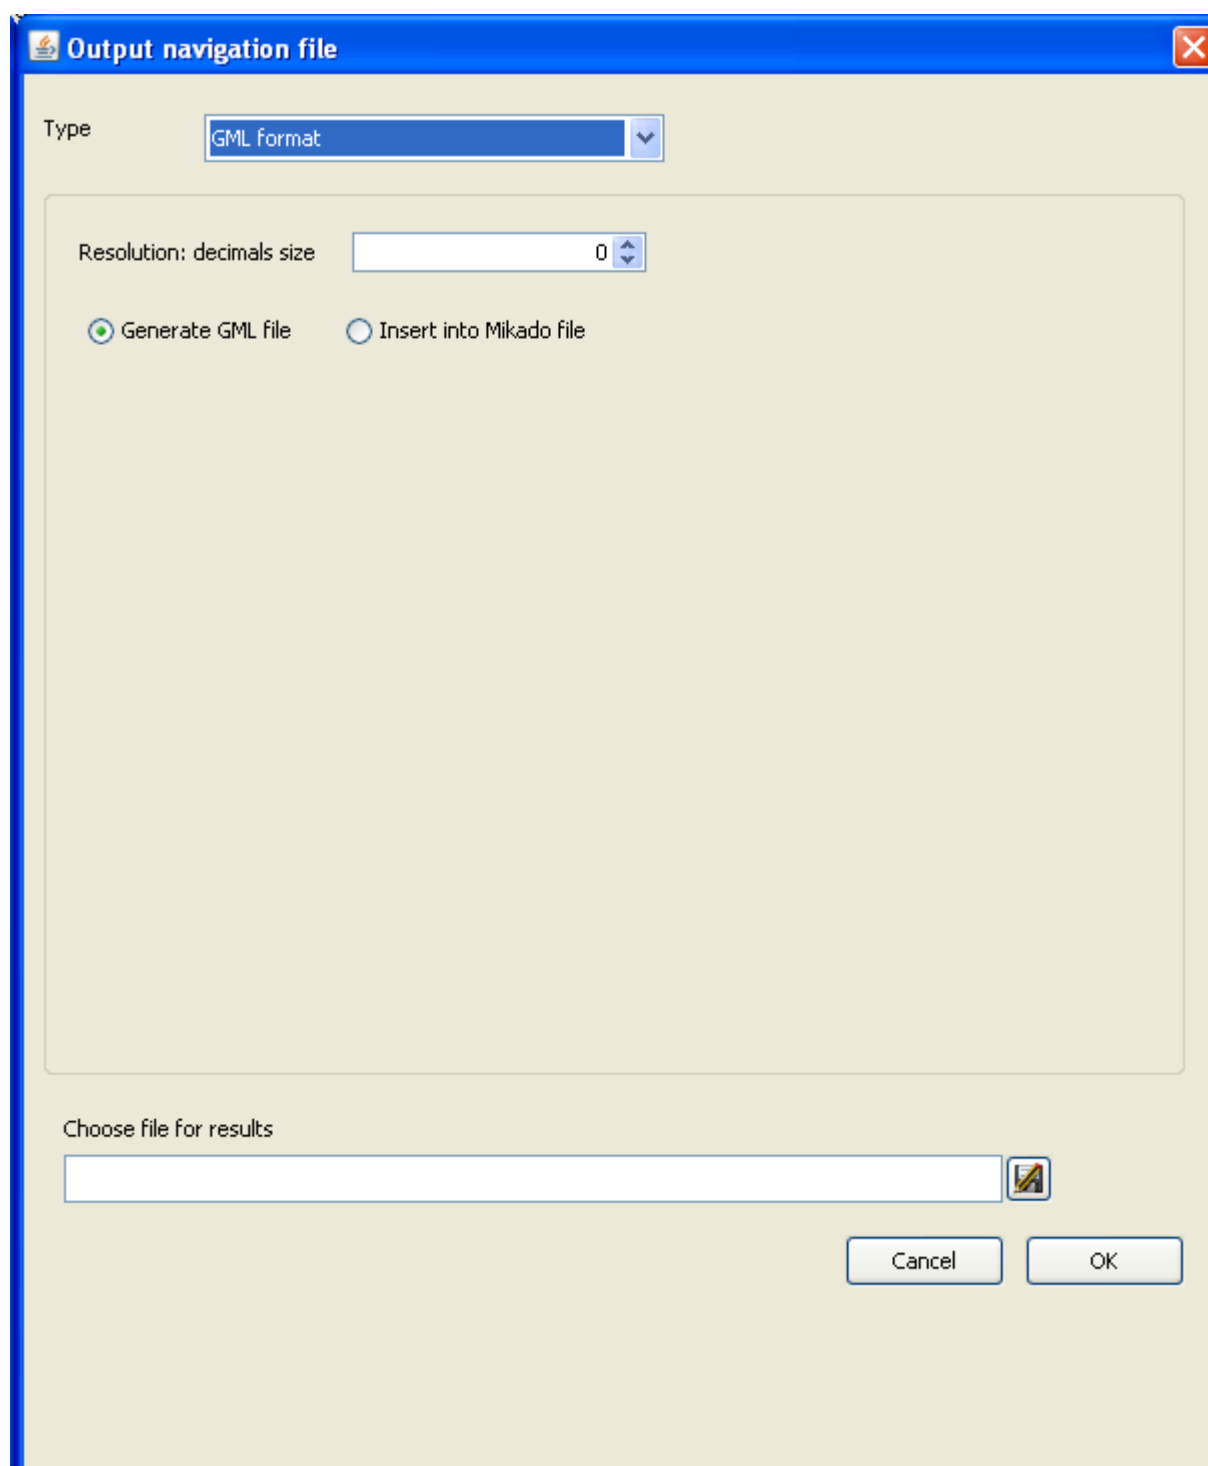 Output navigation file
Type
GML format
Resolution: decimals size
0
Generate GML file
Insert into Mikado file
Choose file for results
Cancel
OK